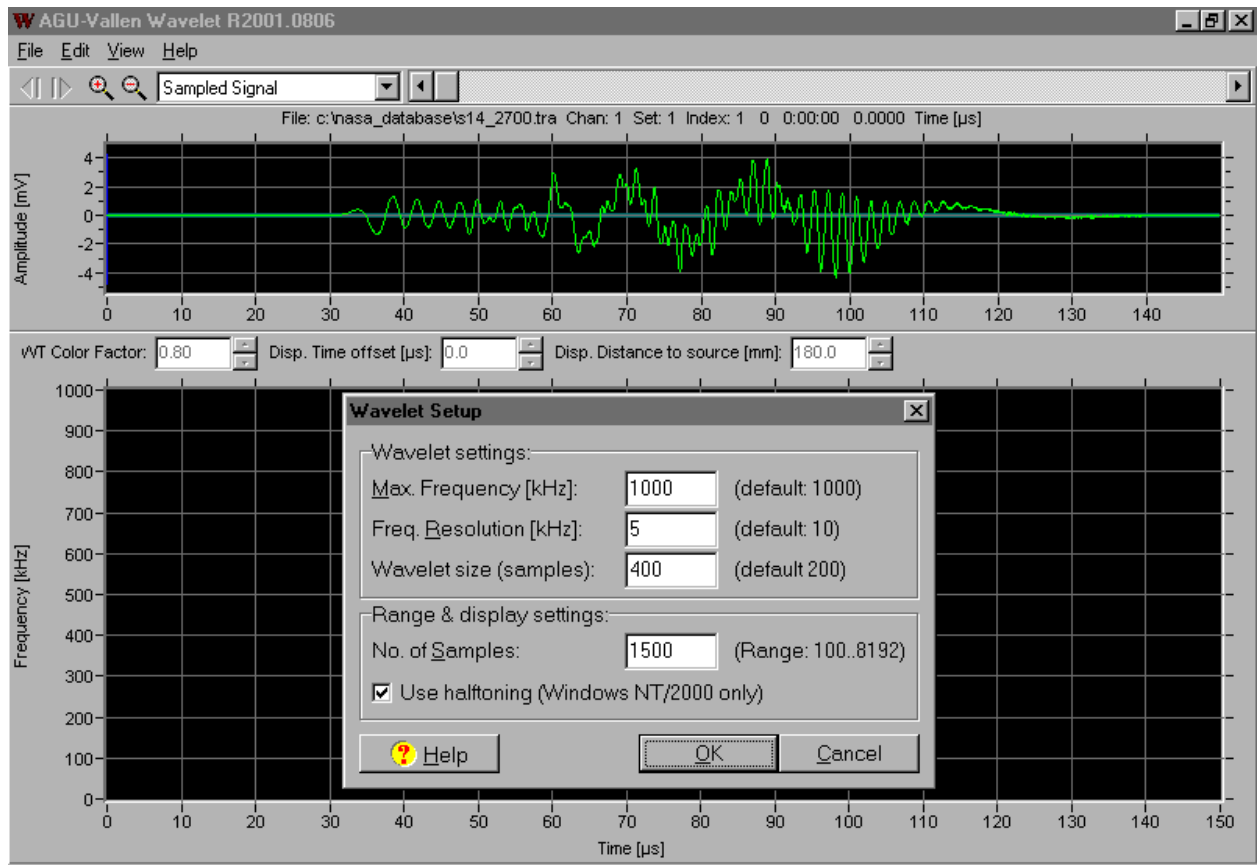 AGU-Vallen Wavelet R2001.0806
File Edit View Help
Sampled Signal
File: c:\nasa_database\s14_2700.tra Chan: 1 Set: 1 Index: 1 0 0:00:00 0.0000 Time [µs]
Amplitude [mV]
4
2
0
-2
-4
0 10 20 30 40 50 60 70 80 90 100 110 120 130 140
WT Color Factor: 0.80 Disp. Time offset [µs]: 0.0 Disp. Distance to source [mm]: 180.0
Frequency [kHz]
1000
900
800
700
600
500
400
300
200
100
0
Wavelet Setup
Wavelet settings:
Max. Frequency [kHz]: 1000 (default: 1000)
Freq. Resolution [kHz]: 5 (default: 10)
Wavelet size (samples): 400 (default 200)
Range & display settings:
No. of Samples: 1500 (Range: 100..8192)
Use halftoning (Windows NT/2000 only)
Help OK Cancel
0 10 20 30 40 50 60 70 80 90 100 110 120 130 140 150
Time [µs]